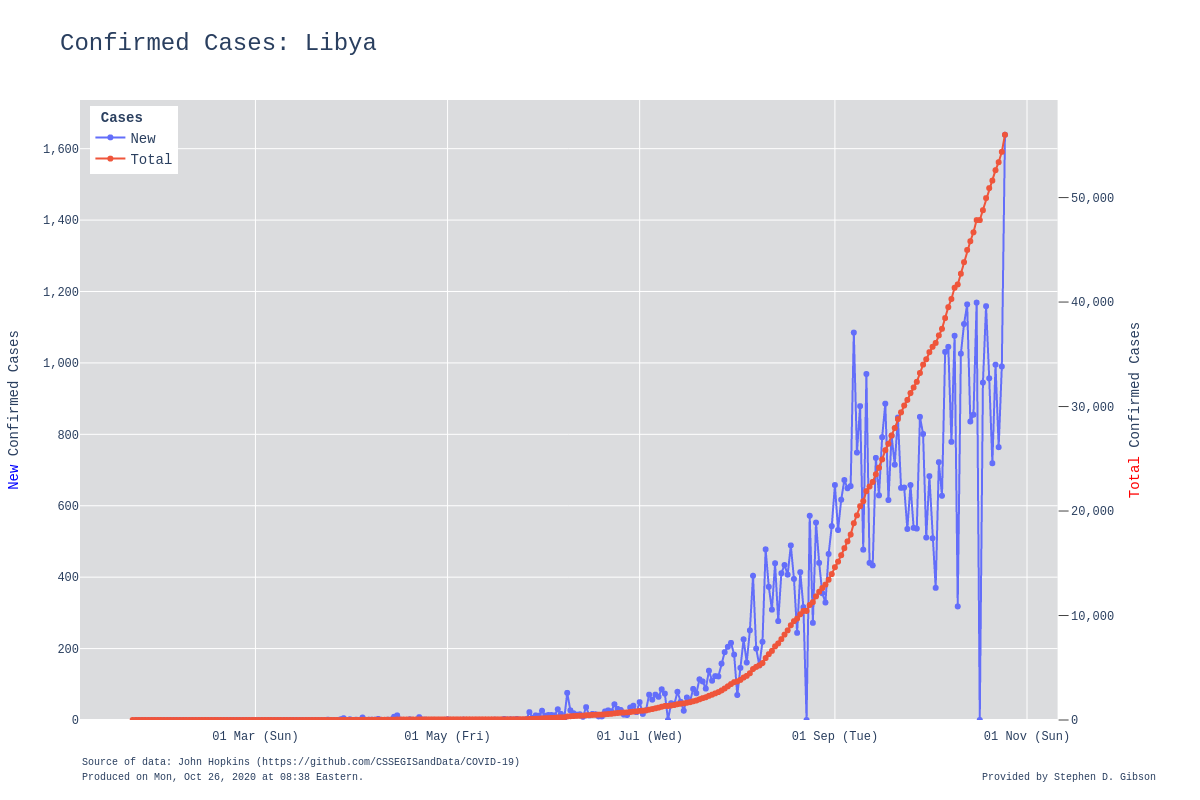 Confirmed Cases: Libya
Cases
New
Total
1,600
1,400
1,200
1,000
800
600
400
200
0
50,000
40,000
30,000
20,000
10,000
0
New Confirmed Cases
Total Confirmed Cases
01 Mar (Sun)
01 May (Fri)
01 Jul (Wed)
01 Sep (Tue)
01 Nov (Sun)
Source of data: John Hopkins (https://github.com/CSSEGISandData/COVID-19)
Produced on Mon, Oct 26, 2020 at 08:38 Eastern.
Provided by Stephen D. Gibson